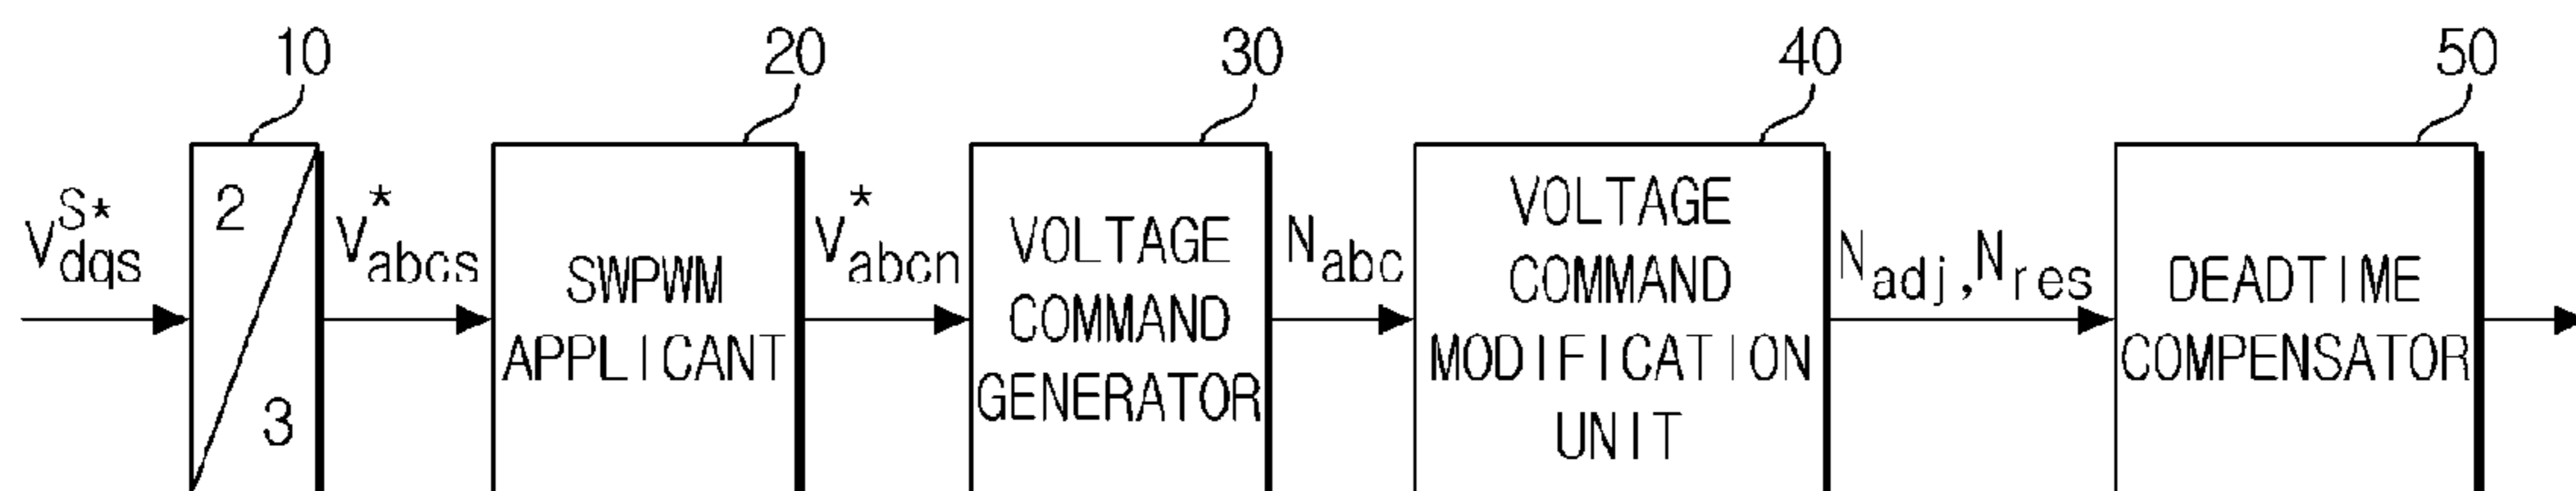 10 20 30 40 50
V^{S*}_{dqs}
2
3
V^{*}_{abcs}
SWPWM
APPLICANT
V^{*}_{abcn}
VOLTAGE
COMMAND
GENERATOR
N_{abc}
VOLTAGE
COMMAND
MODIFICATION
UNIT
N_{adj},N_{res}
DEADTIME
COMPENSATOR